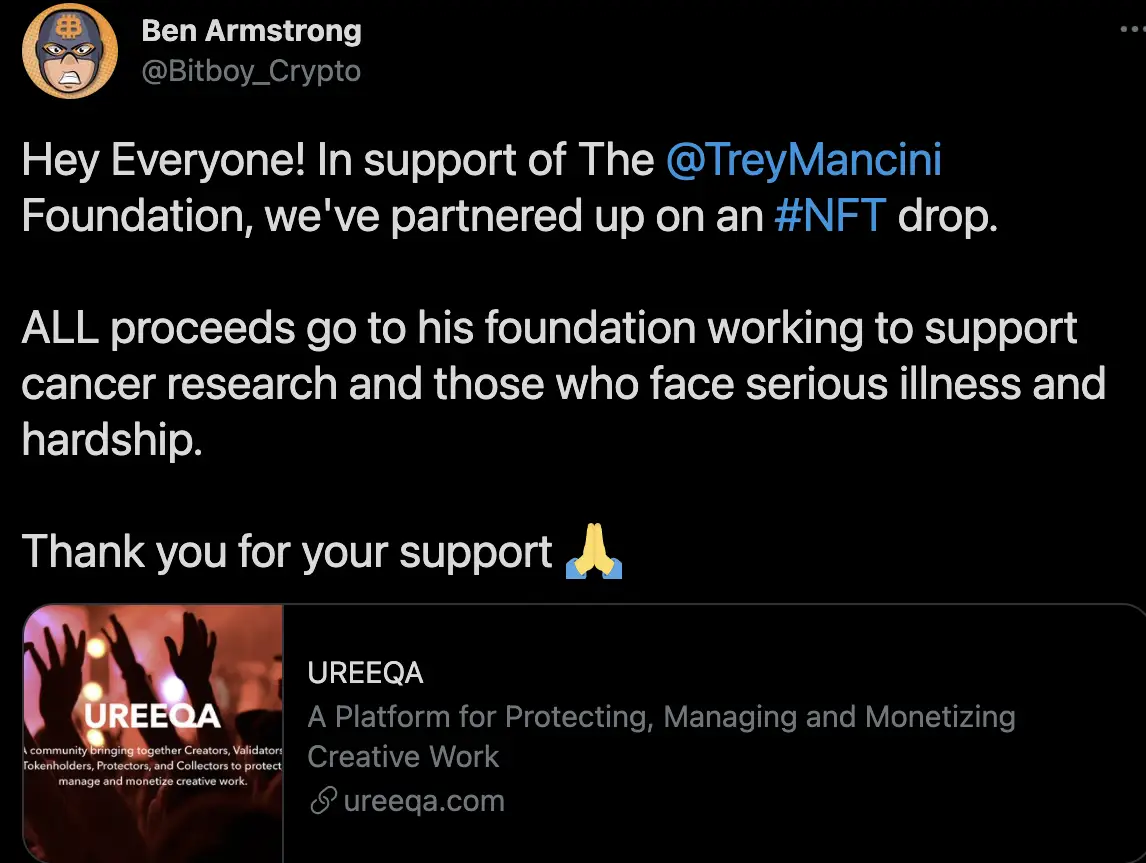 Ben Armstrong
@Bitboy_Crypto
Hey Everyone! In support of The @TreyMancini
Foundation, we've partnered up on an #NFT drop.
ALL proceeds go to his foundation working to support
cancer research and those who face serious illness and
hardship.
Thank you for your support 🙏
UREEQA
A community bringing together Creators, Validators
Tokenholders, Protectors, and Collectors to protect
manage and monetize creative work.
UREEQA
A Platform for Protecting, Managing and Monetizing
Creative Work
ureeqa.com